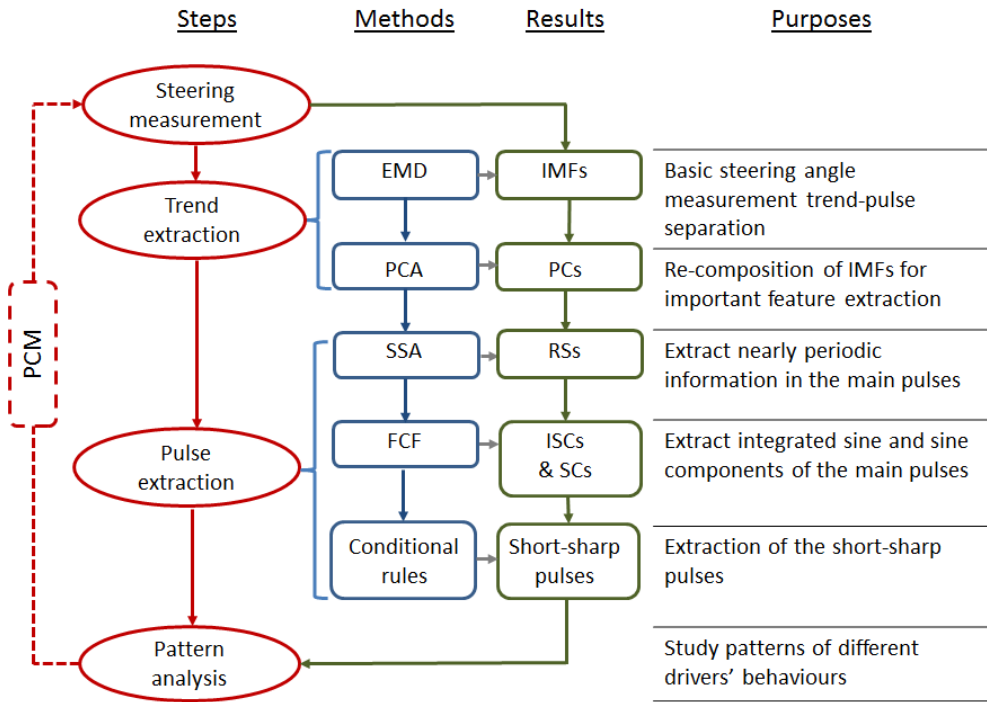 Steps
Methods
Results
Purposes
Steering
measurement
EMD
IMFs
Basic steering angle
measurement trend-pulse
separation
Trend
extraction
PCA
PCs
Re-composition of IMFs for
important feature extraction
PCM
SSA
RSs
Extract nearly periodic
information in the main pulses
Pulse
extraction
FCF
ISCs
& SCs
Extract integrated sine and sine
components of the main pulses
Conditional
rules
Short-sharp
pulses
Extraction of the short-sharp
pulses
Pattern
analysis
Study patterns of different
drivers’ behaviours